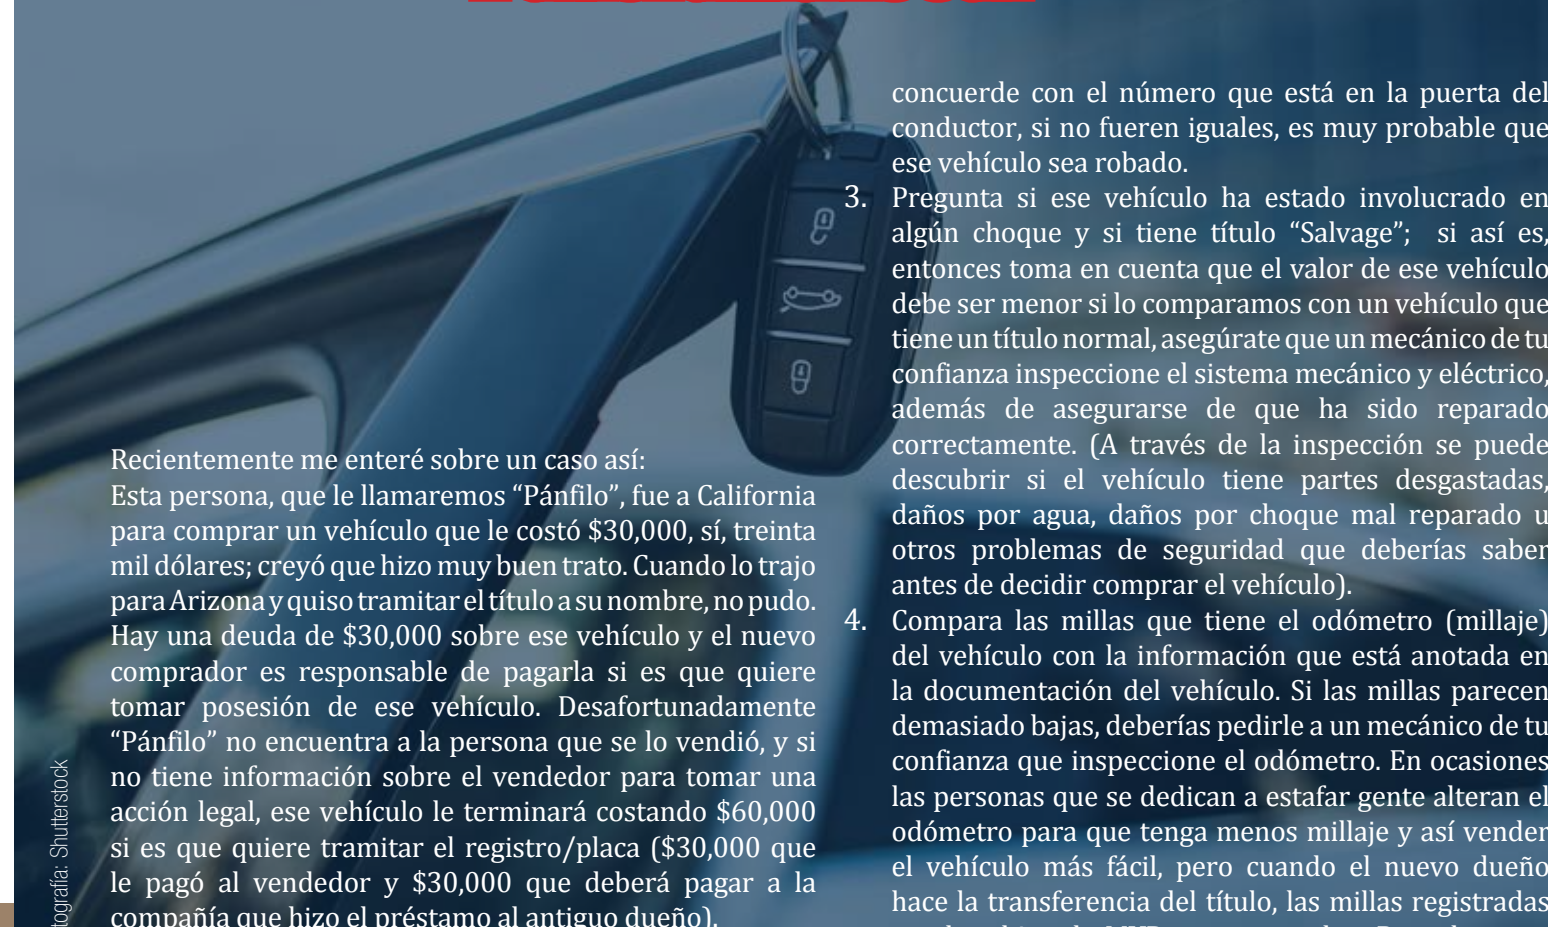 Recientemente me enteré sobre un caso así:
Esta persona, que le llamaremos “Pánfilo”, fue a California
para comprar un vehículo que le costó $30,000, sí, treinta
mil dólares; creyó que hizo muy buen trato. Cuando lo trajo
para Arizona y quiso tramitar el título a su nombre, no pudo.
Hay una deuda de $30,000 sobre ese vehículo y el nuevo
comprador es responsable de pagarla si es que quiere
tomar posesión de ese vehículo. Desafortunadamente
“Pánfilo” no encuentra a la persona que se lo vendió, y si
no tiene información sobre el vendedor para tomar una
acción legal, ese vehículo le terminará costando $60,000
si es que quiere tramitar el registro/placa ($30,000 que
le pagó al vendedor y $30,000 que deberá pagar a la
compañía que hizo el préstamo al antiguo dueño).
concuerde con el número que está en la puerta del
conductor, si no fueren iguales, es muy probable que
ese vehículo sea robado.
3. Pregunta si ese vehículo ha estado involucrado en
algún choque y si tiene título “Salvage”; si así es,
entonces toma en cuenta que el valor de ese vehículo
debe ser menor si lo comparamos con un vehículo que
tiene un título normal, asegúrate que un mecánico de tu
confianza inspeccione el sistema mecánico y eléctrico,
además de asegurarse de que ha sido reparado
correctamente. (A través de la inspección se puede
descubrir si el vehículo tiene partes desgastadas,
daños por agua, daños por choque mal reparado u
otros problemas de seguridad que deberías saber
antes de decidir comprar el vehículo).
4. Compara las millas que tiene el odómetro (millaje)
del vehículo con la información que está anotada en
la documentación del vehículo. Si las millas parecen
demasiado bajas, deberías pedirle a un mecánico de tu
confianza que inspeccione el odómetro. En ocasiones
las personas que se dedican a estafar gente alteran el
odómetro para que tenga menos millaje y así vender
el vehículo más fácil, pero cuando el nuevo dueño
hace la transferencia del título, las millas registradas
tografía: Shutterstock